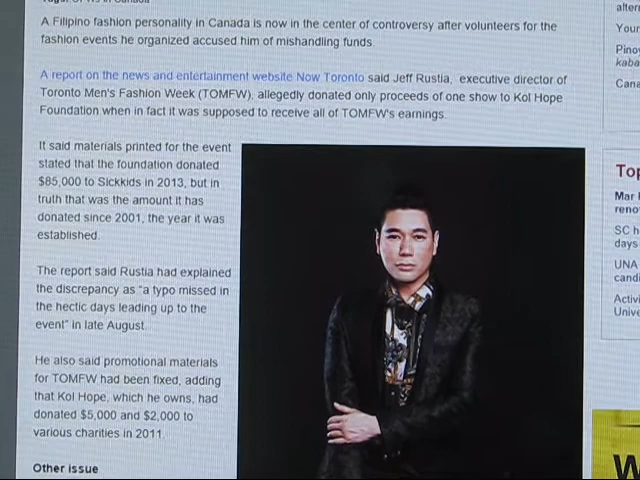 A Filipino fashion personality in Canada is now in the center of controversy after volunteers for the
fashion events he organized accused him of mishandling funds.
A report on the news and entertainment website Now Toronto said Jeff Rustia, executive director of
Toronto Men's Fashion Week (TOMFW), allegedly donated only proceeds of one show to Kol Hope
Foundation when in fact it was supposed to receive all of TOMFW's earnings.
It said materials printed for the event
stated that the foundation donated
$85,000 to Sickkids in 2013, but in
truth that was the amount it has
donated since 2001, the year it was
established.
The report said Rustia had explained
the discrepancy as "a typo missed in
the hectic days leading up to the
event" in late August.
He also said promotional materials
for TOMFW had been fixed, adding
that Kol Hope, which he owns, had
donated $5,000 and $2,000 to
various charities in 2011.
Other issue
Your
Pinoy
kaba
Cana
Top
Mar
reno
SC h
days
UNA
candi
Activi
Unive
W